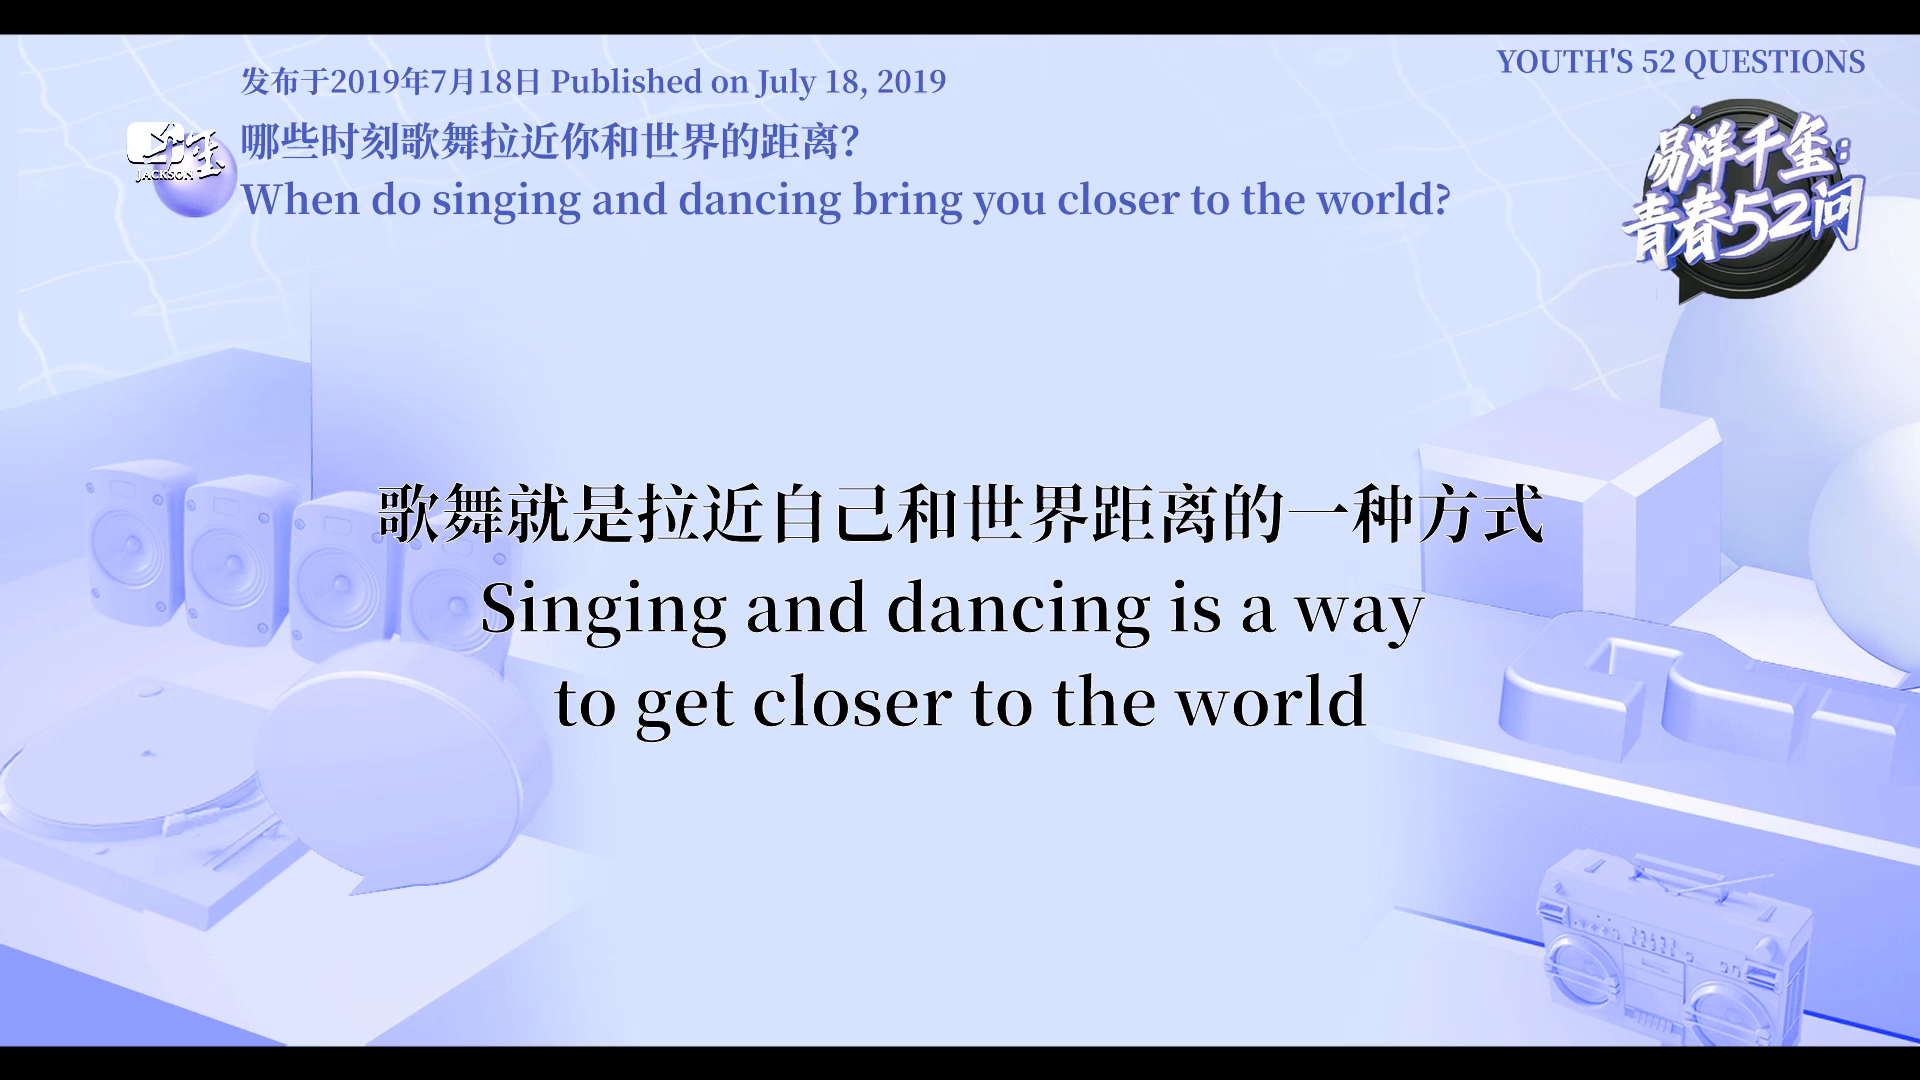 发布于2019年7月18日 Published on July 18, 2019
YOUTH'S 52 QUESTIONS
千玺
JACKSON
哪些时刻歌舞拉近你和世界的距离？
When do singing and dancing bring you closer to the world?
易烊千玺：
青春52问
歌舞就是拉近自己和世界距离的一种方式
Singing and dancing is a way
to get closer to the world